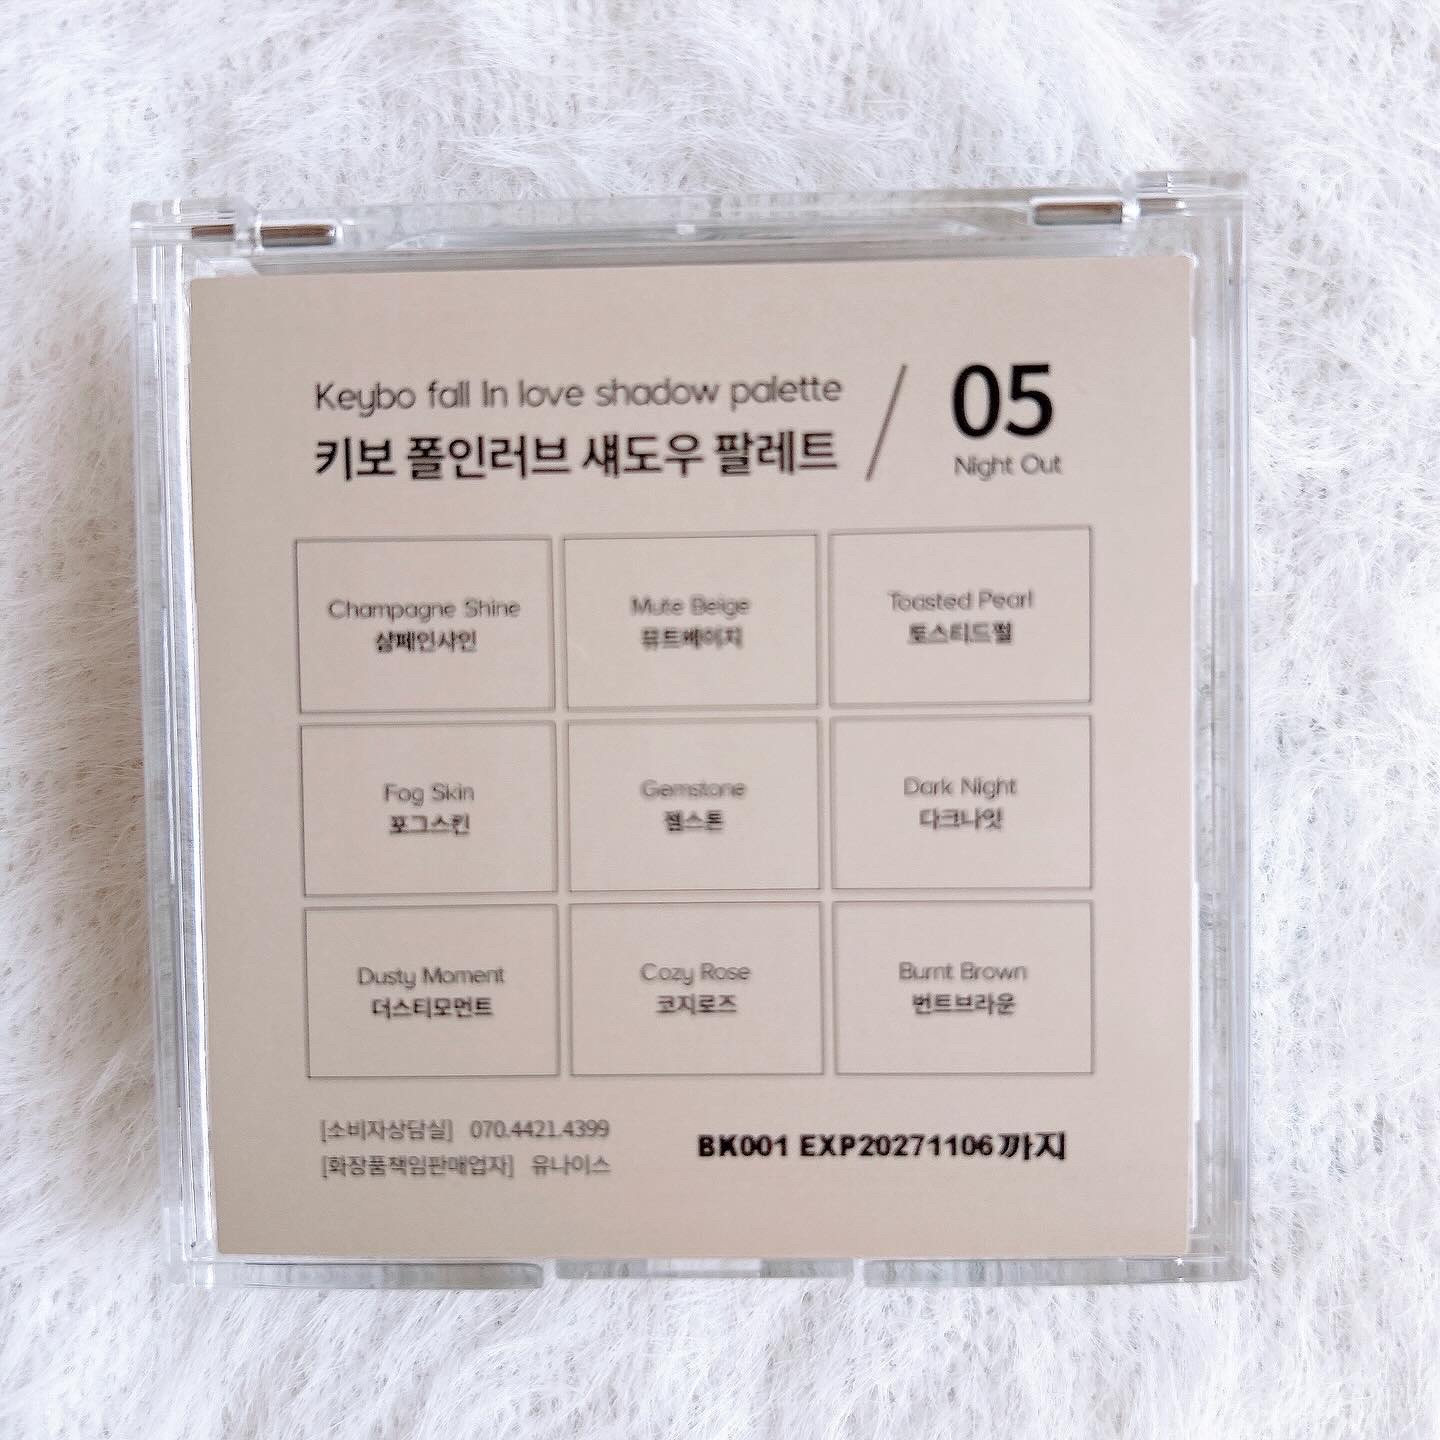 Keybo fall In love shadow palette
키보 폴인러브 섀도우 팔레트
05
Night Out
Champagne Shine
샴페인샤인
Mute Beige
뮤트베이지
Toasted Pearl
토스티드펄
Fog Skin
포그스킨
Gemstone
젬스톤
Dark Night
다크나잇
Dusty Moment
더스티모먼트
Cozy Rose
코지로즈
Burnt Brown
번트브라운
[소비자상담실] 070.4421.4399
[화장품책임판매업자] 유나이스
BK001 EXP20271106까지